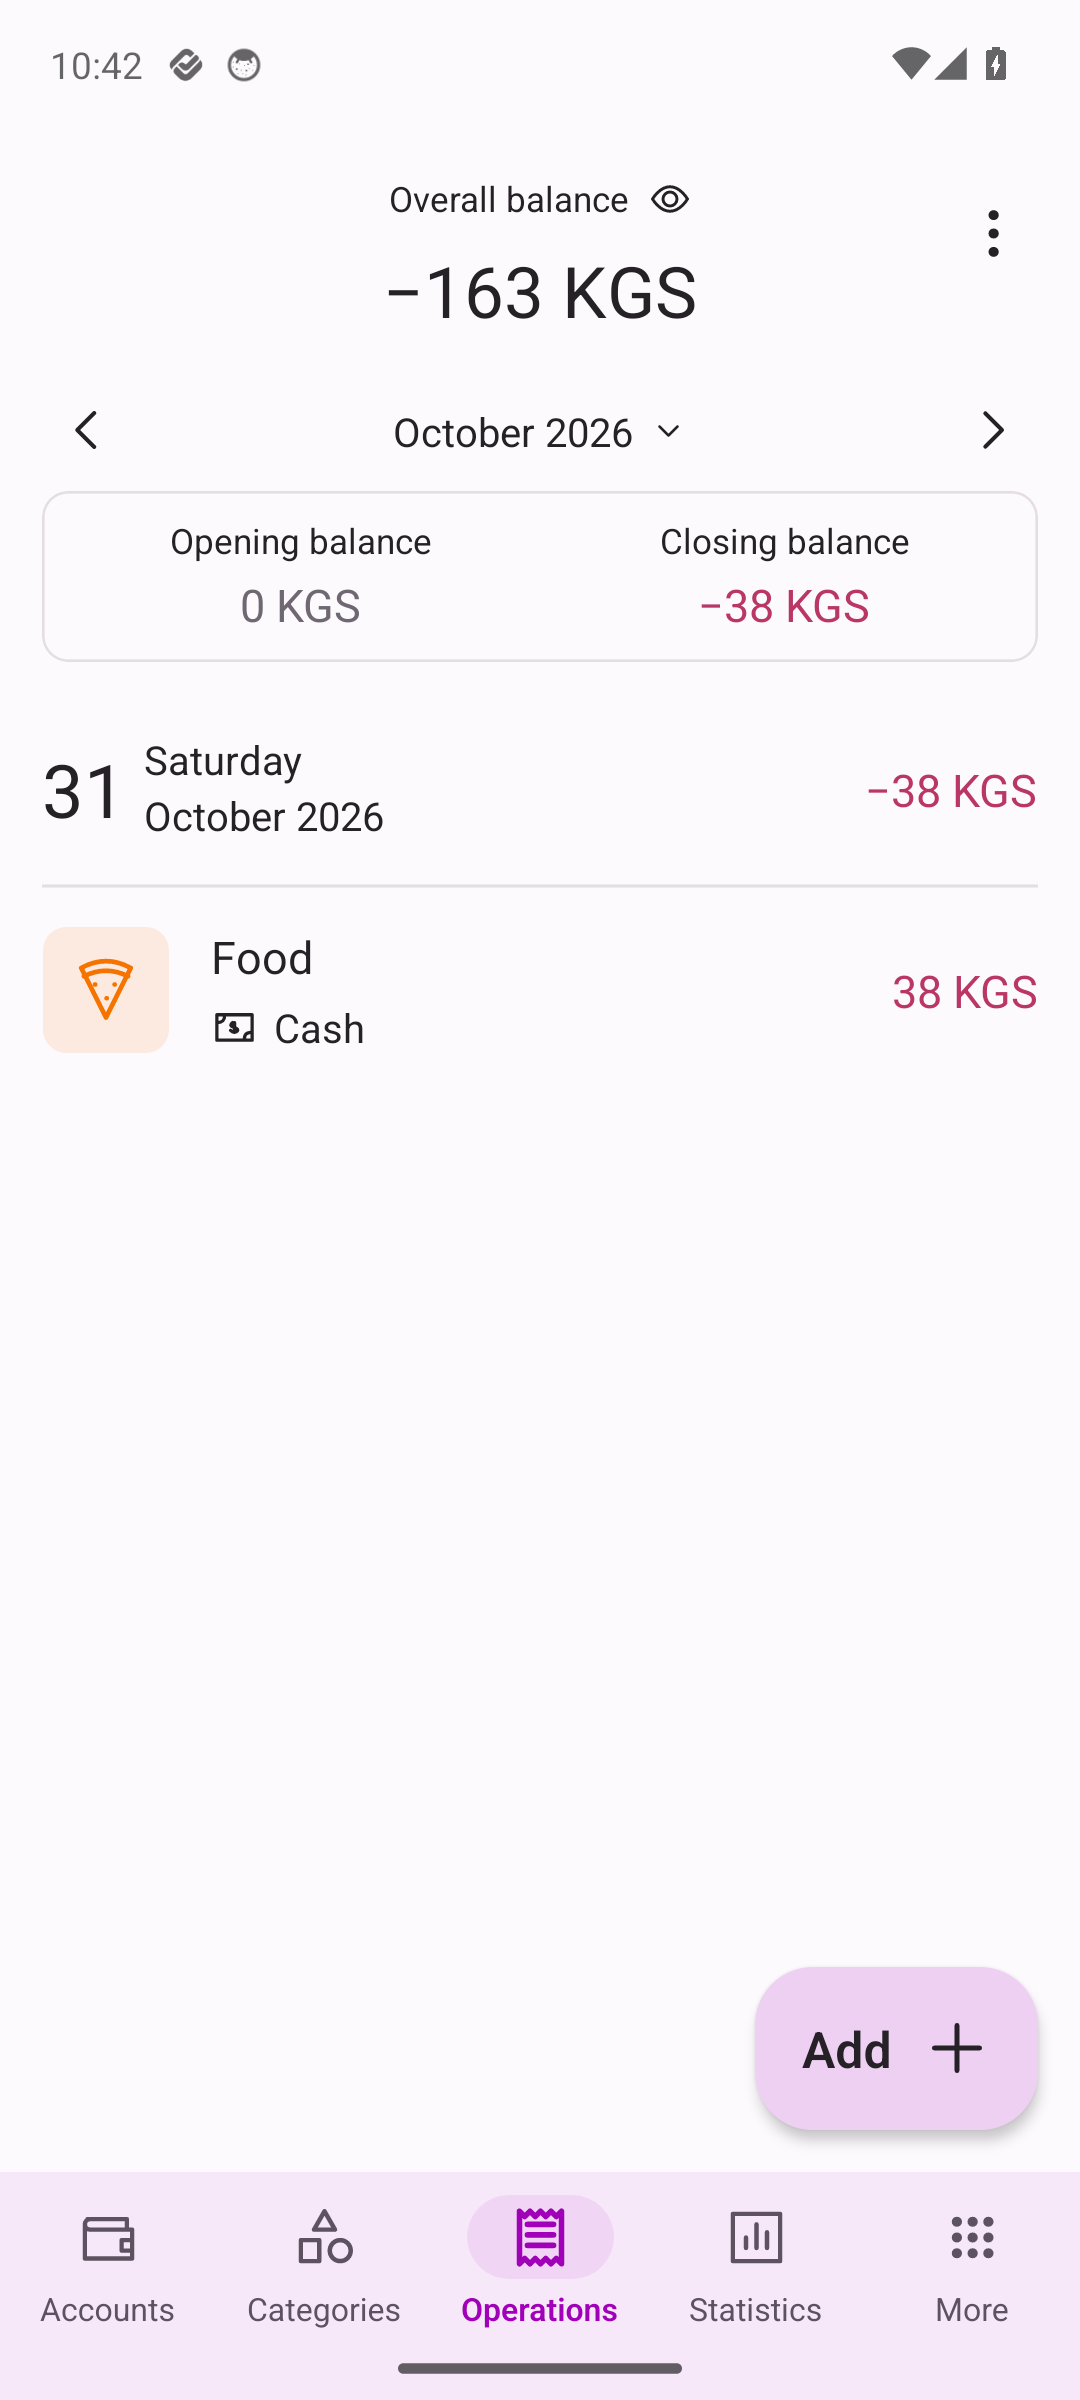 10:42
Overall balance
−163 KGS
October 2026
Opening balance
0 KGS
Closing balance
−38 KGS
31
Saturday
October 2026
−38 KGS
Food
Cash
38 KGS
Add
Accounts
Categories
Operations
Statistics
More